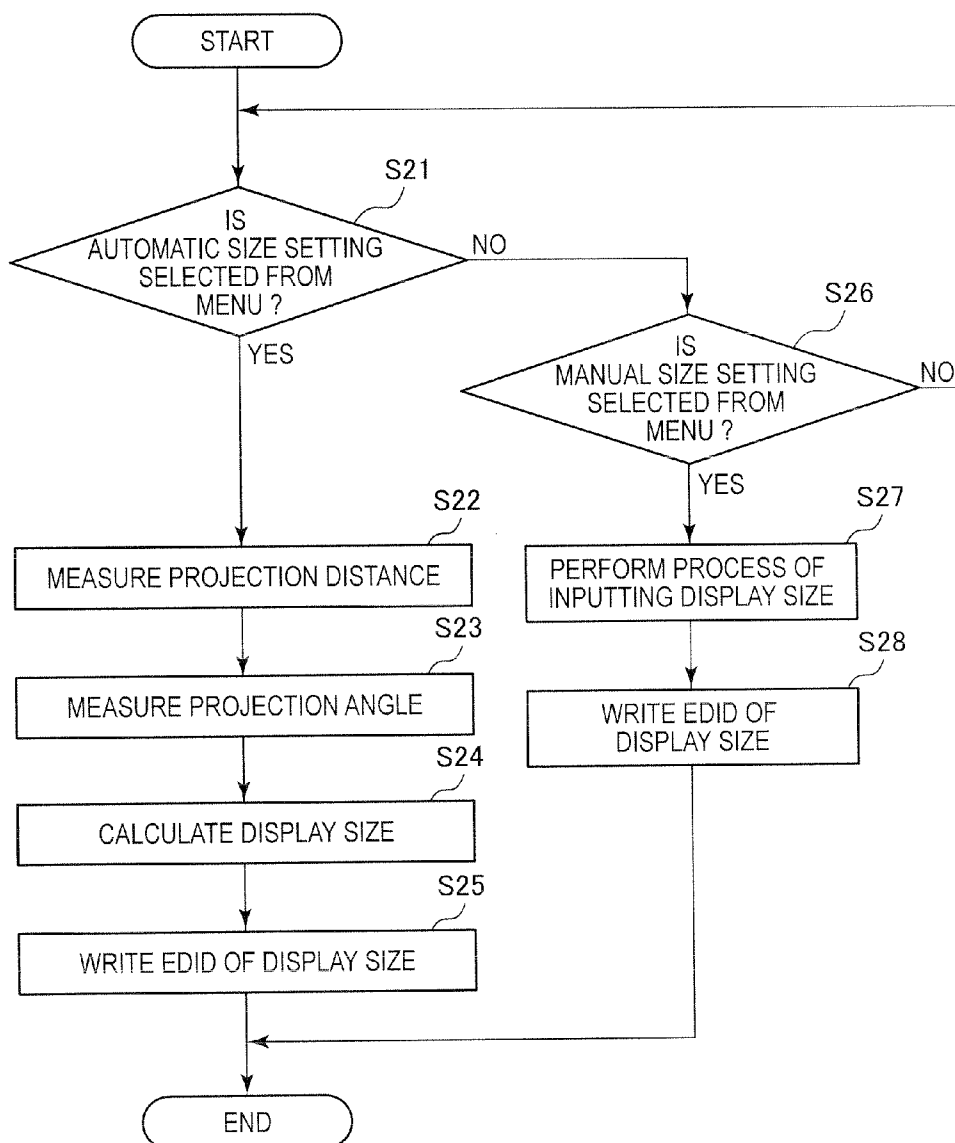 START
S21
IS
AUTOMATIC SIZE SETTING
SELECTED FROM
MENU ?
NO
YES
S26
IS
MANUAL SIZE SETTING
SELECTED FROM
MENU ?
NO
YES
S22
MEASURE PROJECTION DISTANCE
S23
MEASURE PROJECTION ANGLE
S24
CALCULATE DISPLAY SIZE
S25
WRITE EDID OF DISPLAY SIZE
S27
PERFORM PROCESS OF
INPUTTING DISPLAY SIZE
S28
WRITE EDID OF
DISPLAY SIZE
END